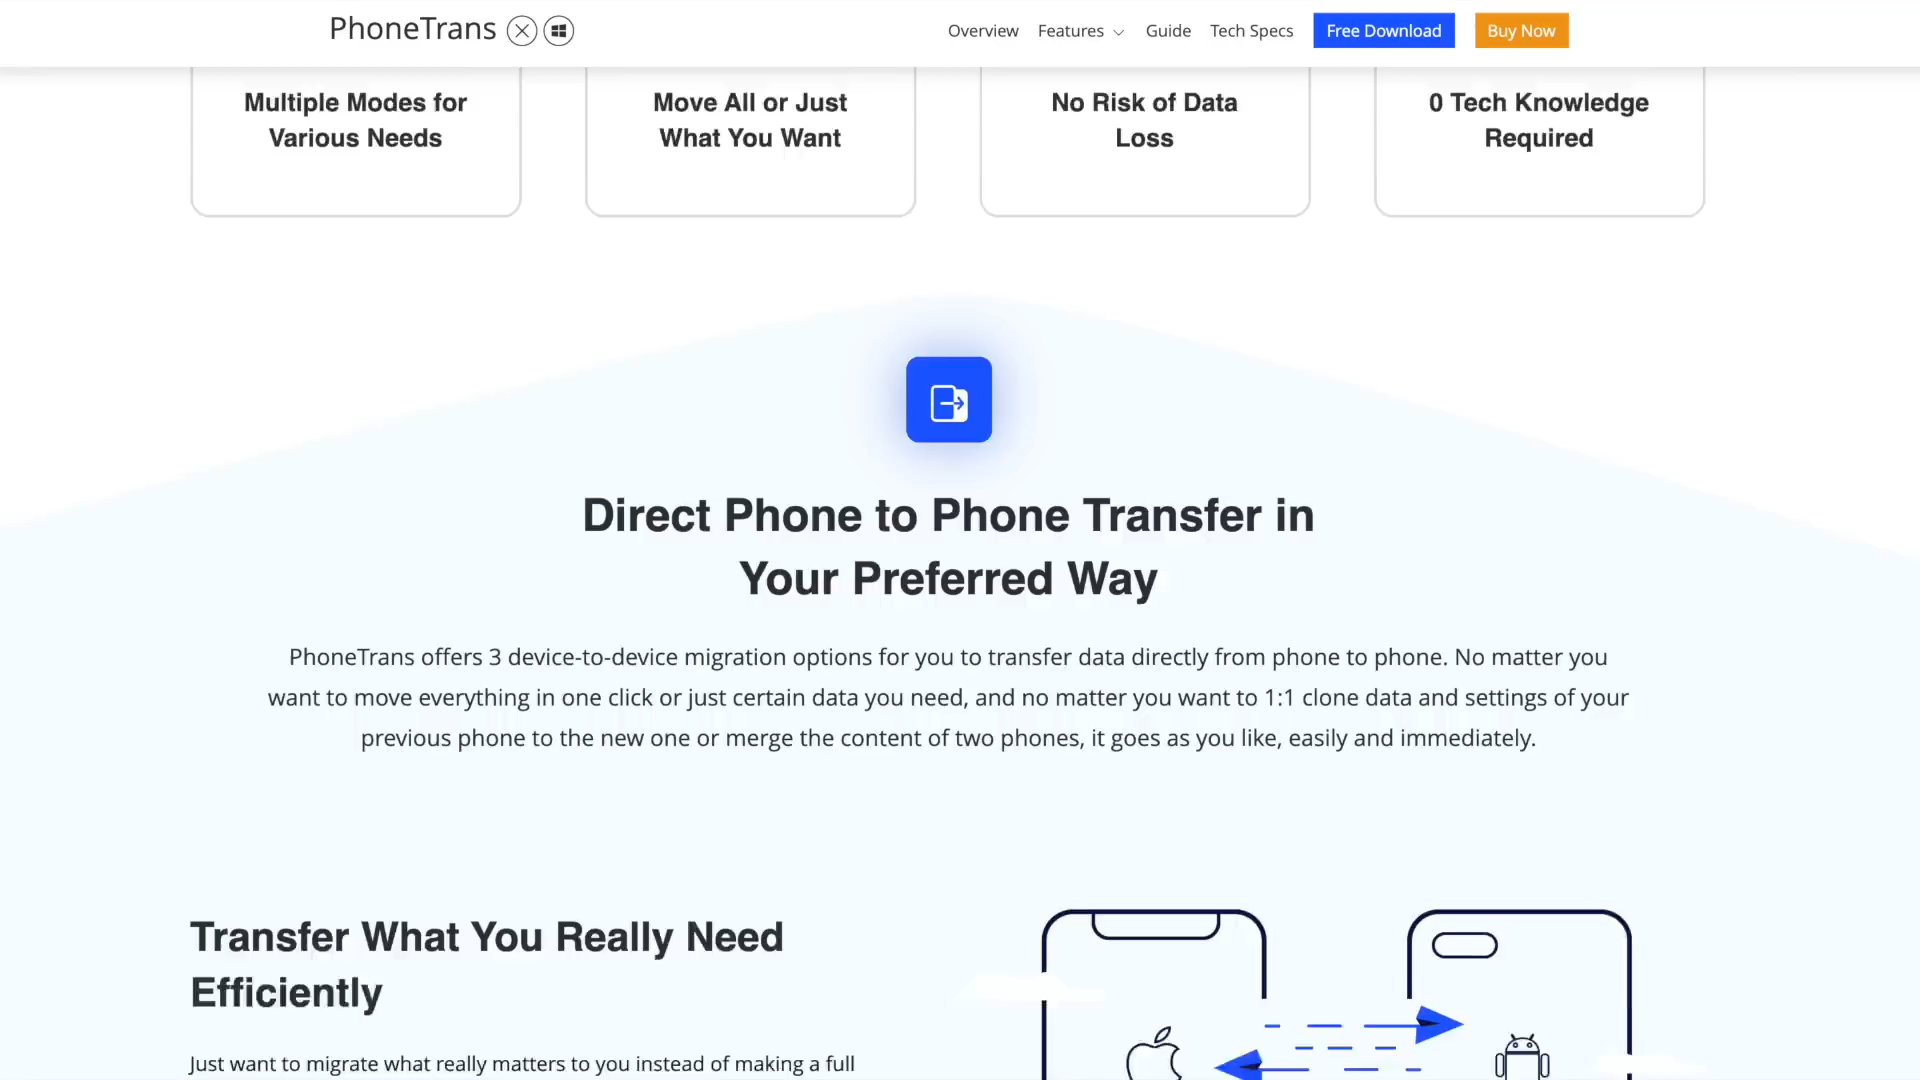 PhoneTrans
Overview
Features
Guide
Tech Specs
Free Download
Buy Now
Multiple Modes for
Various Needs
Move All or Just
What You Want
No Risk of Data
Loss
0 Tech Knowledge
Required
Direct Phone to Phone Transfer in
Your Preferred Way
PhoneTrans offers 3 device-to-device migration options for you to transfer data directly from phone to phone. No matter you
want to move everything in one click or just certain data you need, and no matter you want to 1:1 clone data and settings of your
previous phone to the new one or merge the content of two phones, it goes as you like, easily and immediately.
Transfer What You Really Need
Efficiently
Just want to migrate what really matters to you instead of making a full